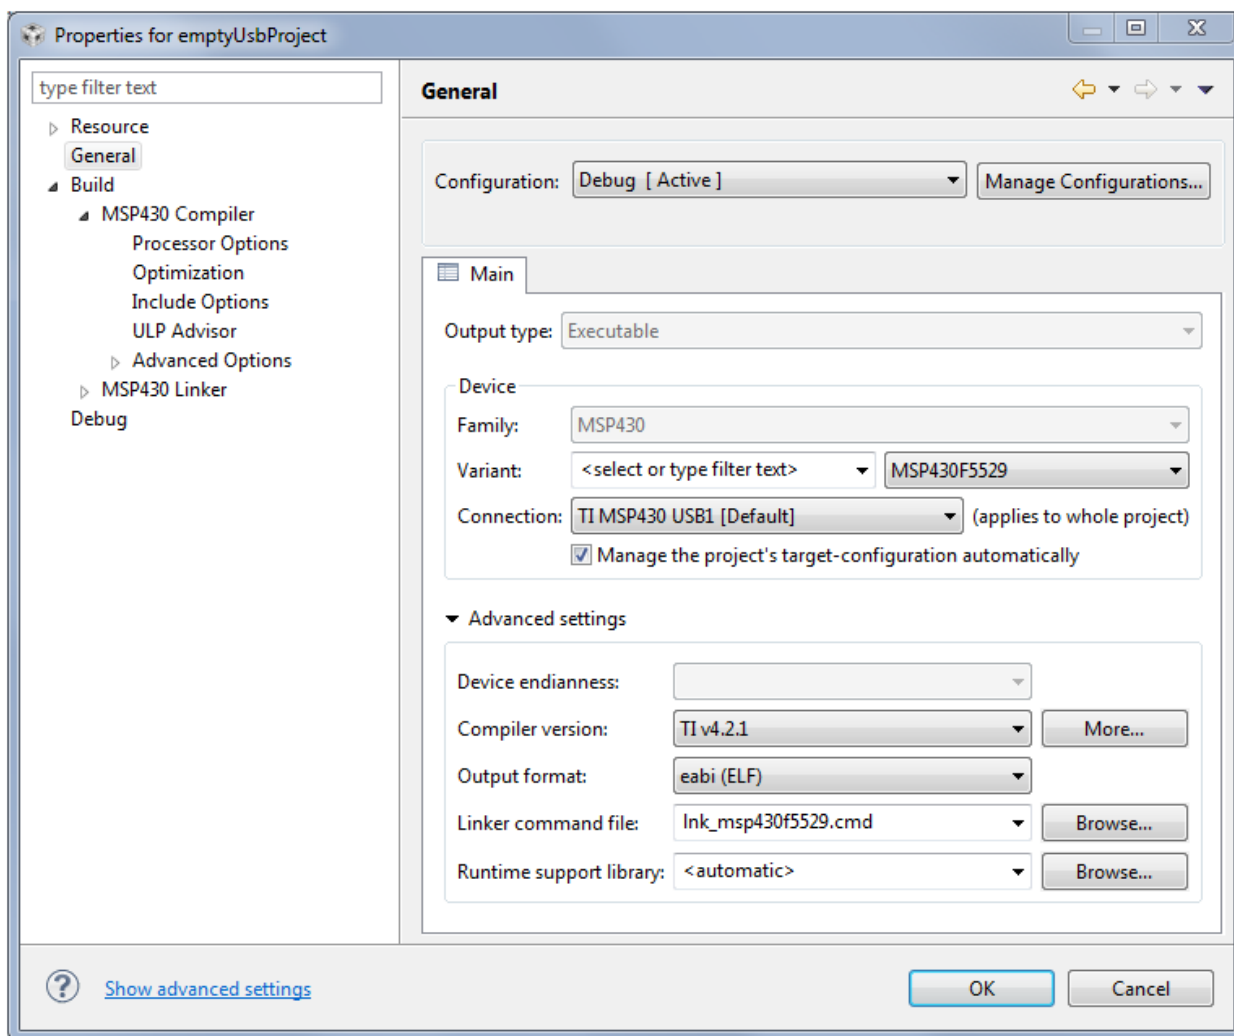 Properties for emptyUsbProject
type filter text
Resource
General
Build
MSP430 Compiler
Processor Options
Optimization
Include Options
ULP Advisor
Advanced Options
MSP430 Linker
Debug
General
Configuration: Debug [ Active ] Manage Configurations...
Main
Output type: Executable
Device
Family: MSP430
Variant: <select or type filter text> MSP430F5529
Connection: TI MSP430 USB1 [Default] (applies to whole project)
Manage the project's target-configuration automatically
Advanced settings
Device endianness:
Compiler version: TI v4.2.1 More...
Output format: eabi (ELF)
Linker command file: lnk_msp430f5529.cmd Browse...
Runtime support library: <automatic> Browse...
Show advanced settings OK Cancel